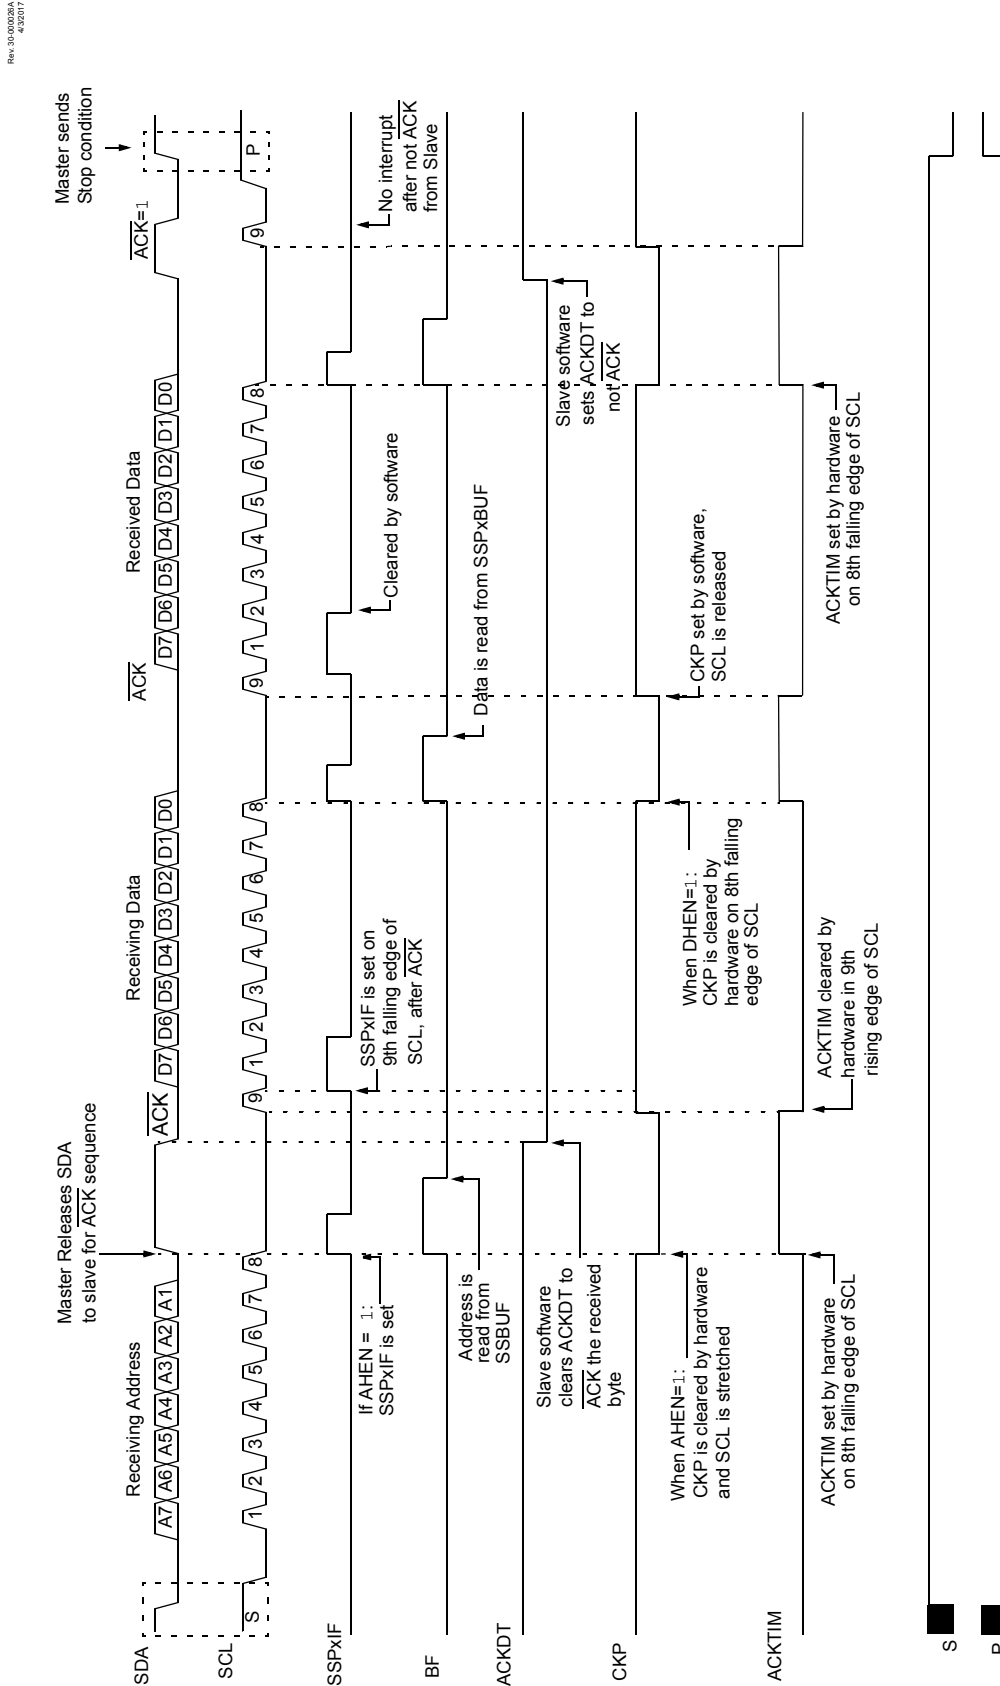 Rev. 30-000026A
4/3/2017
Master Releases SDA
to slave for ACK sequence
Master sends
Stop condition
Receiving Address
Receiving Data
Received Data
ACK
ACK
ACK=1
SDA
A7 A6 A5 A4 A3 A2 A1
D7 D6 D5 D4 D3 D2 D1 D0
D7 D6 D5 D4 D3 D2 D1 D0
SCL
S 1 2 3 4 5 6 7 8 9 1 2 3 4 5 6 7 8 9 1 2 3 4 5 6 7 8 9 P
SSPxIF
If AHEN = 1:
SSPxIF is set
SSPxIF is set on
9th falling edge of
SCL, after ACK
Cleared by software
No interrupt
after not ACK
from Slave
BF
Address is
read from
SSBUF
Data is read from SSPxBUF
ACKDT
Slave software
clears ACKDT to
ACK the received
byte
Slave software
sets ACKDT to
not ACK
CKP
When AHEN=1:
CKP is cleared by hardware
and SCL is stretched
When DHEN=1:
CKP is cleared by
hardware on 8th falling
edge of SCL
CKP set by software,
SCL is released
ACKTIM
ACKTIM set by hardware
on 8th falling edge of SCL
ACKTIM cleared by
hardware in 9th
rising edge of SCL
ACKTIM set by hardware
on 8th falling edge of SCL
S
P